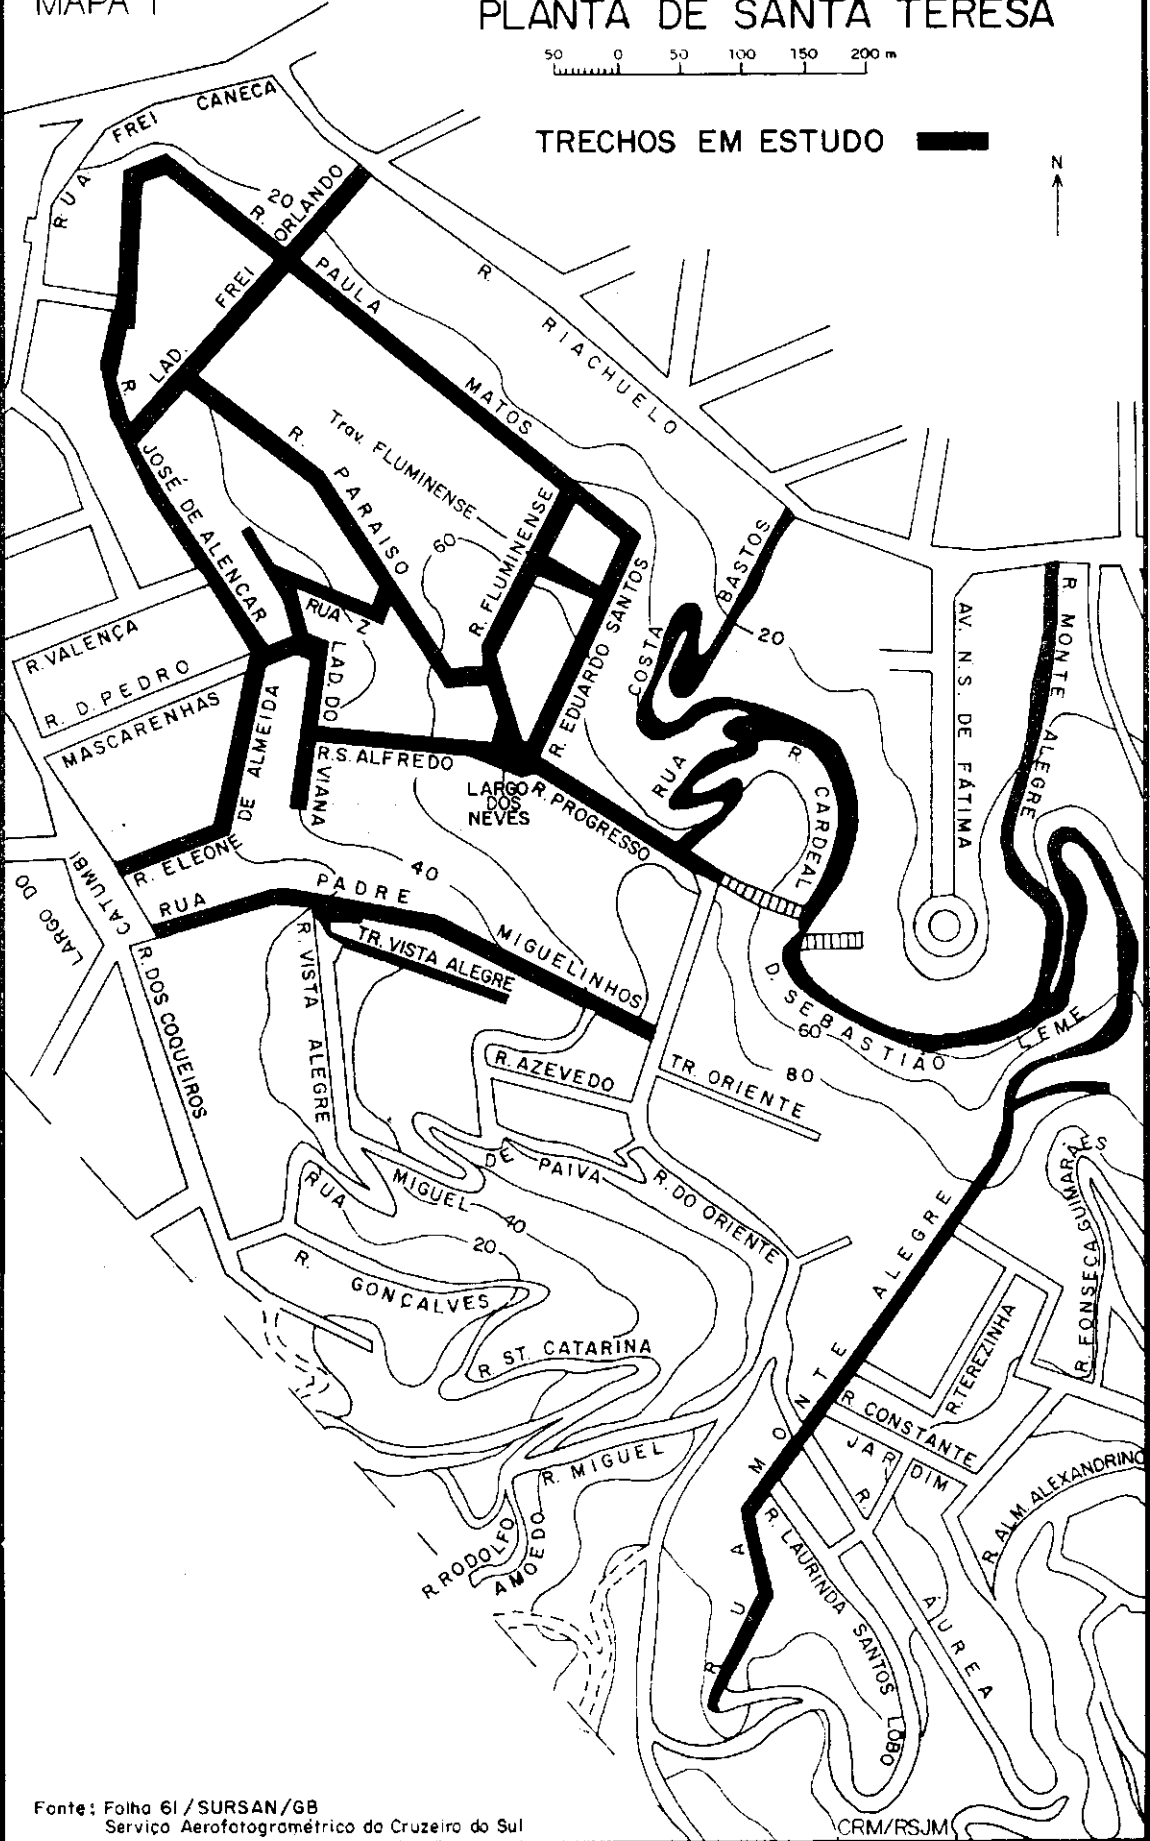 MAPA 1
PLANTA DE SANTA TERESA
50 0 50 100 150 200 m
TRECHOS EM ESTUDO
N
RUA FREI CANECA
20
R. PAULA MATOS
LAD. FREI ORLANDO
R. RIACHUELO
R. JOSÉ DE ALENCAR
R. PARAISO
Trav. FLUMINENSE
60
R. FLUMINENSE
R. EDUARDO SANTOS
RUA COSTA BASTOS
20
RUA Z
R. VALENÇA
R. D. PEDRO
MASCARENHAS
DE ALMEIDA
LAD. DO VIANA
R.S. ALFREDO
LARGO
DOS
NEVES
R. PROGRESSO
R. CARDEAL
D. SEBASTIÃO LEME
AV. N. S. DE FÁTIMA
R MONTE ALEGRE
R. ELEONE
40
LARGO DO
CATUMBI
RUA PADRE MIGUELINHOS
TR. VISTA ALEGRE
R. VISTA ALEGRE
R. DOS COQUEIROS
60
80
R. AZEVEDO
TR. ORIENTE
R. DO ORIENTE
RUA MIGUEL DE PAIVA
40
20
R. GONÇALVES
R ST. CATARINA
R. MIGUEL
R RODOLFO
AMOEDO
RUA MONTE ALEGRE
R. FONSECA GUIMARÃES
R. TEREZINHA
R CONSTANTE
JARDIM
R. ALM. ALEXANDRINO
R. LAURINDA SANTOS LOBO
R. ÁUREA
Fonte: Folha 61/SURSAN/GB
Serviço Aerofotogrométrico do Cruzeiro do Sul
CRM/RSJM